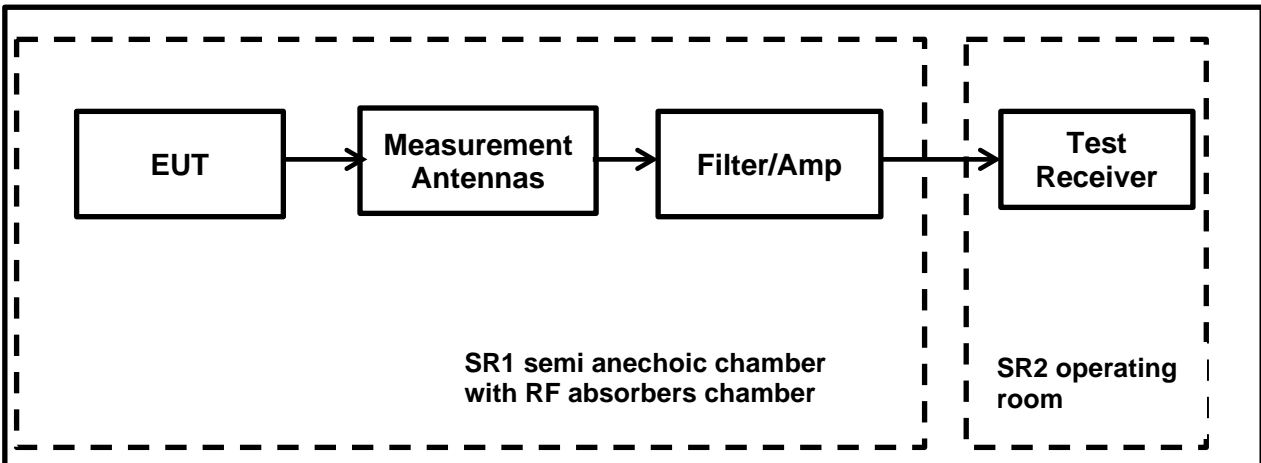 EUT
Measurement
Antennas
Filter/Amp
Test
Receiver
SR1 semi anechoic chamber
with RF absorbers chamber
SR2 operating
room